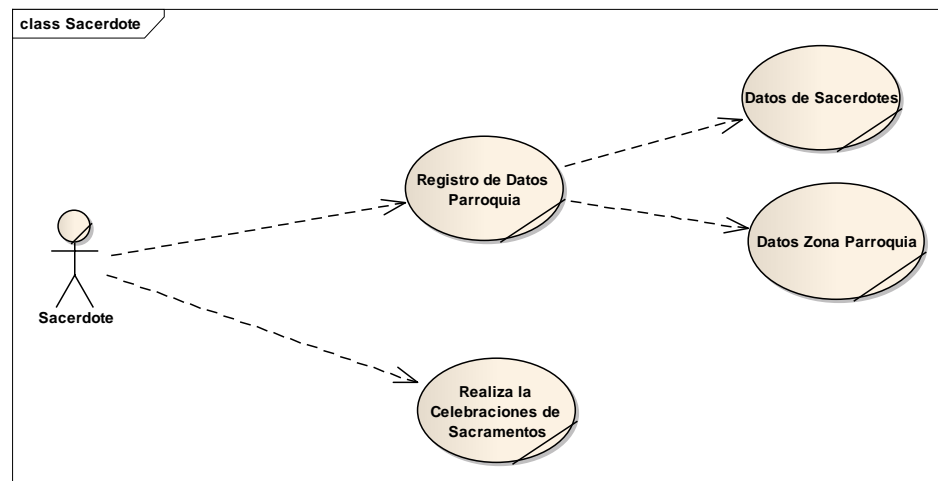 class Sacerdote
Datos de Sacerdotes
Registro de Datos
Parroquia
Datos Zona Parroquia
Sacerdote
Realiza la
Celebraciones de
Sacramentos